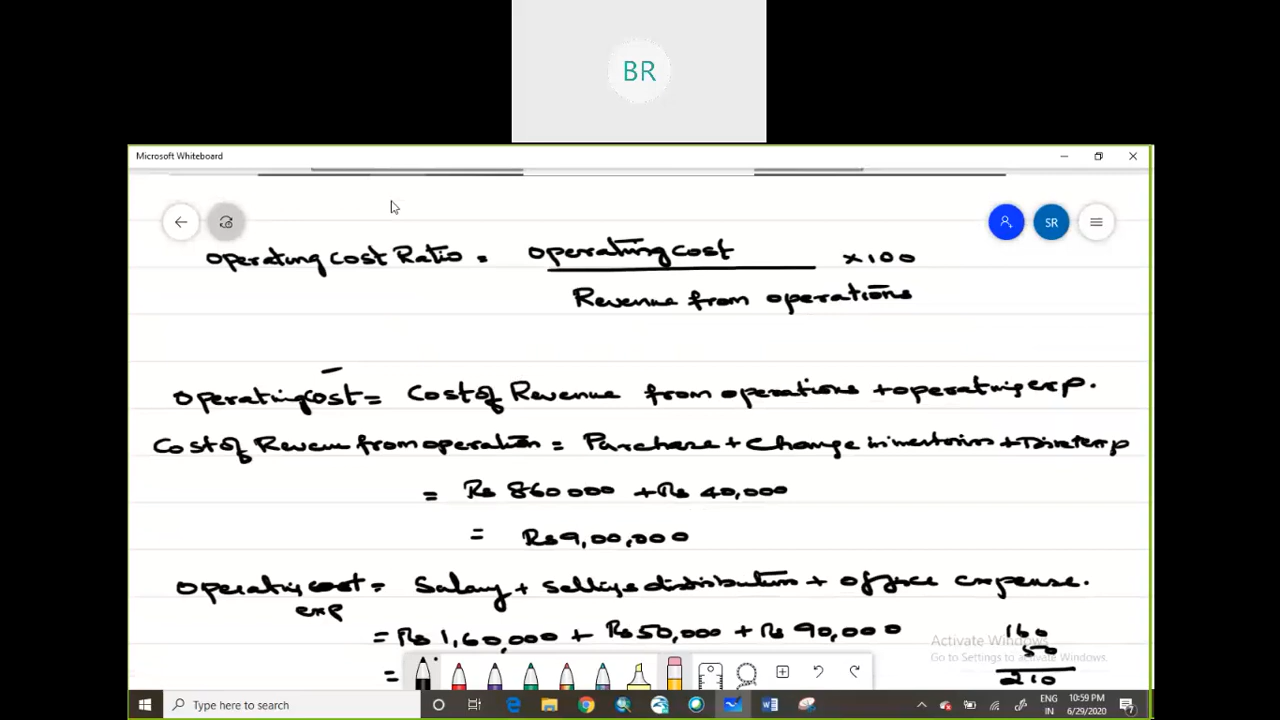 BR
Microsoft Whiteboard
SR
Operating Cost Ratio = Operating Cost x100
Revenue from operations
Operating cost = Cost of Revenue from operations + operating exp.
Cost of Revenue from operation = Purchase + Change in inventories + Direct exp
= Rs 860000 + Rs 40,000
= Rs 9,00,000
Operating cost = Salary + selling distribution + office expense.
exp
= Rs 1,60,000 + Rs 50,000 + Rs 90,000
=
160
50
210
Activate Windows
Go to Settings to activate Windows.
Type here to search
ENG
IN
10:59 PM
6/29/2020
7